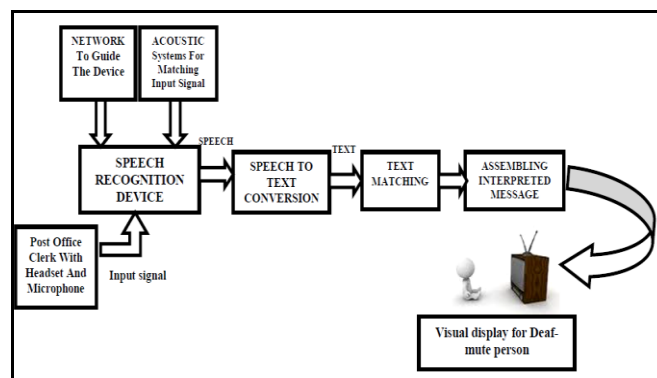 NETWORK
To Guide
The Device
ACOUSTIC
Systems For
Matching
Input Signal
SPEECH
RECOGNITION
DEVICE
SPEECH
SPEECH TO
TEXT
CONVERSION
TEXT
TEXT
MATCHING
ASSEMBLING
INTERPRETED
MESSAGE
Post Office
Clerk With
Headset And
Microphone
Input signal
Visual display for Deaf-
mute person